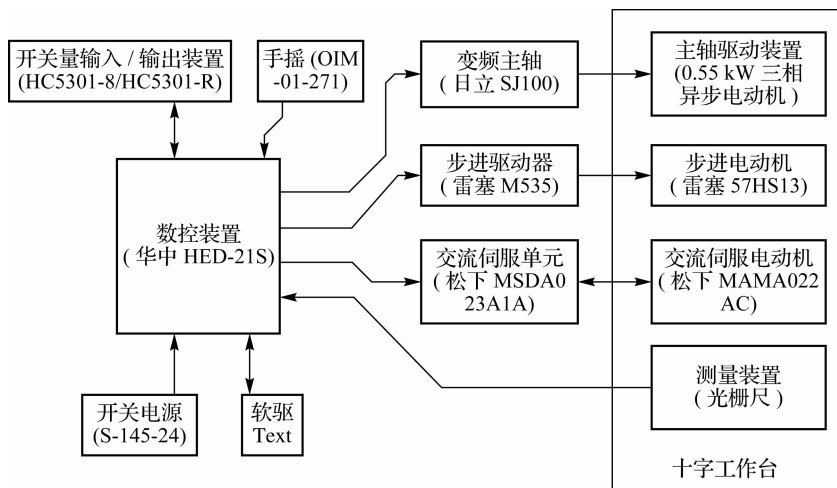 开关量输入 / 输出装置
(HC5301-8/HC5301-R)
手摇 (OIM
-01-271)
变频主轴
( 日立 SJ100)
主轴驱动装置
(0.55 kW 三相
异步电动机 )
步进驱动器
( 雷塞 M535)
步进电动机
( 雷塞 57HS13)
数控装置
( 华中 HED-21S)
交流伺服单元
( 松下 MSDA0
23A1A)
交流伺服电动机
( 松下 MAMA022
AC)
测量装置
( 光栅尺 )
开关电源
(S-145-24)
软驱
Text
十字工作台